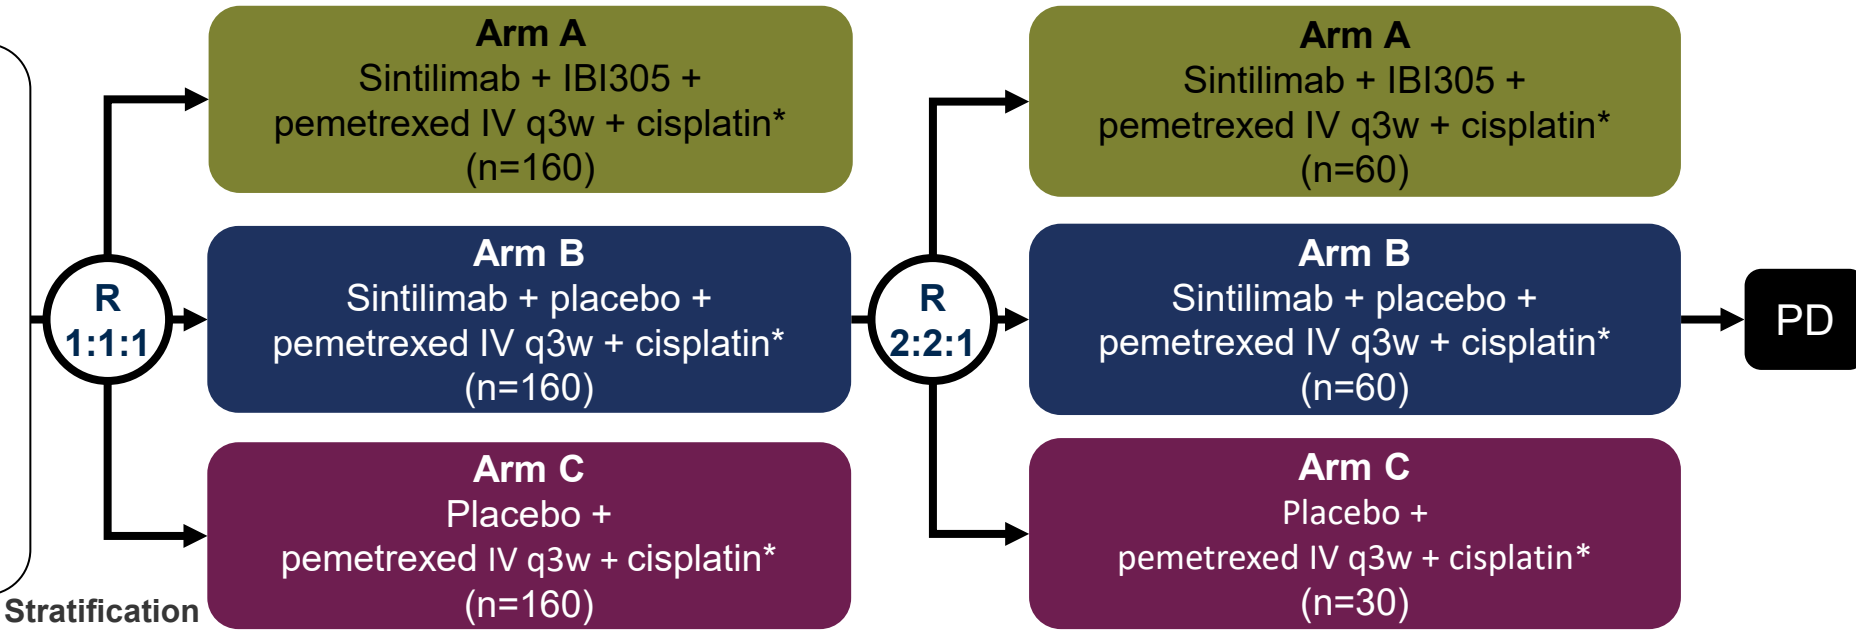 R
1:1:1
Arm A
Sintilimab + IBI305 +
pemetrexed IV q3w + cisplatin*
(n=160)
Arm B
Sintilimab + placebo +
pemetrexed IV q3w + cisplatin*
(n=160)
Arm C
Placebo +
pemetrexed IV q3w + cisplatin*
(n=160)
R
2:2:1
Arm A
Sintilimab + IBI305 +
pemetrexed IV q3w + cisplatin*
(n=60)
Arm B
Sintilimab + placebo +
pemetrexed IV q3w + cisplatin*
(n=60)
Arm C
Placebo +
pemetrexed IV q3w + cisplatin*
(n=30)
PD
Stratification